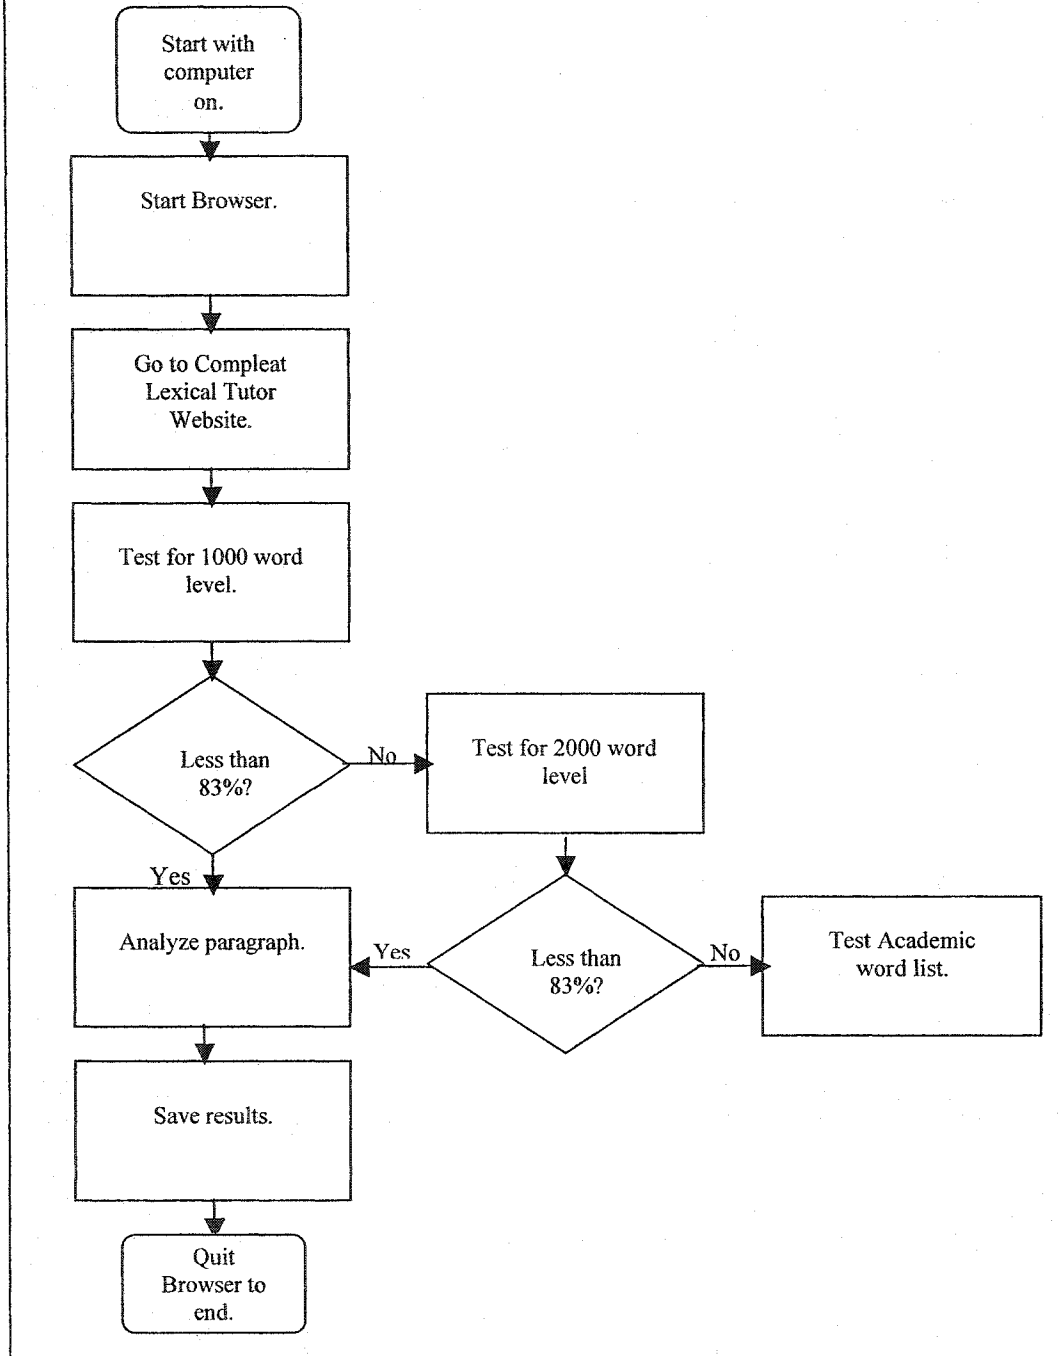 Start with
computer
on.
Start Browser.
Go to Compleat
Lexical Tutor
Website.
Test for 1000 word
level.
Less than
83%?
No
Test for 2000 word
level
Yes
Analyze paragraph.
Yes
Less than
83%?
No
Test Academic
word list.
Save results.
Quit
Browser to
end.